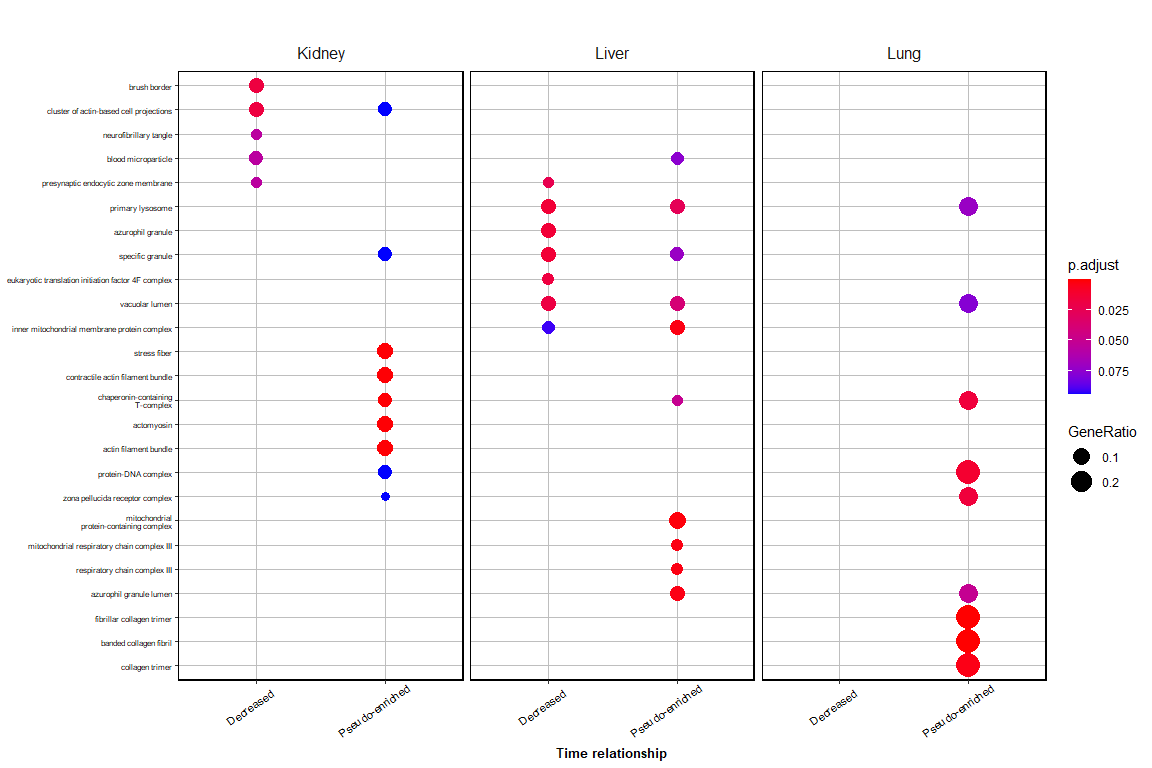 Kidney
Liver
Lung
brush border
cluster of actin-based cell projections
neurofibrillary tangle
blood microparticle
presynaptic endocytic zone membrane
primary lysosome
azurophil granule
specific granule
eukaryotic translation initiation factor 4F complex
vacuolar lumen
inner mitochondrial membrane protein complex
stress fiber
contractile actin filament bundle
chaperonin-containing
T-complex
actomyosin
actin filament bundle
protein-DNA complex
zona pellucida receptor complex
mitochondrial
protein-containing complex
mitochondrial respiratory chain complex III
respiratory chain complex III
azurophil granule lumen
fibrillar collagen trimer
banded collagen fibril
collagen trimer
Decreased
Pseudo-enriched
Decreased
Pseudo-enriched
Decreased
Pseudo-enriched
Time relationship
p.adjust
0.025
0.050
0.075
GeneRatio
0.1
0.2